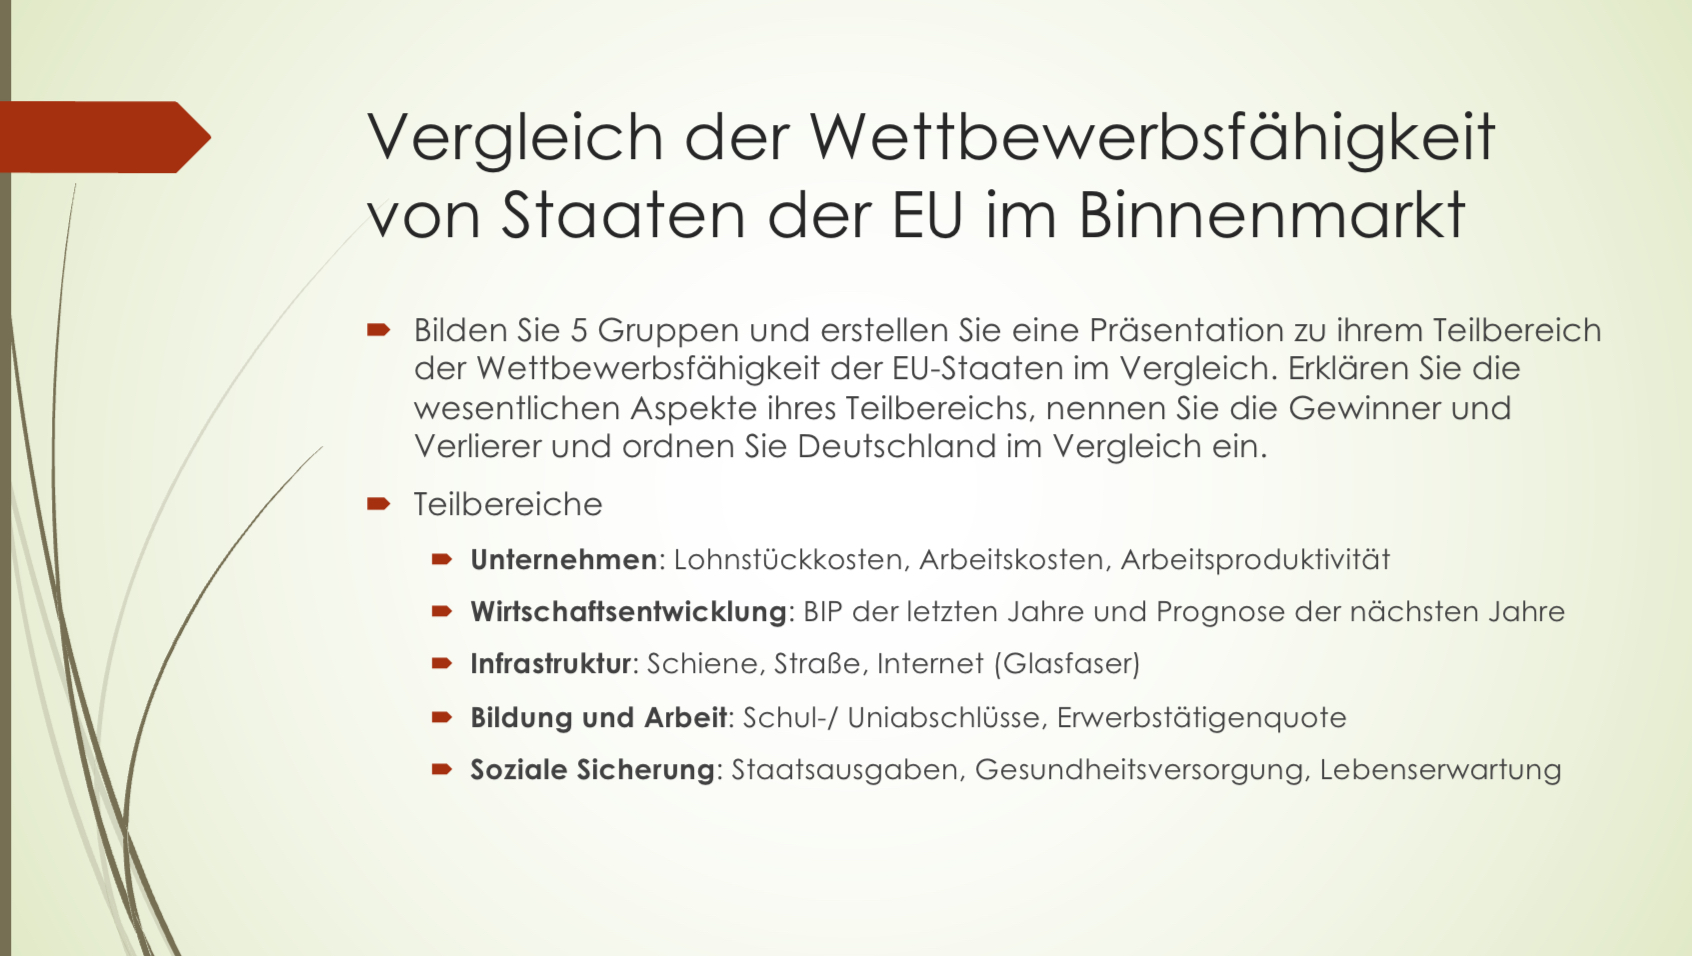 Vergleich der Wettbewerbsfähigkeit
von Staaten der EU im Binnenmarkt
Bilden Sie 5 Gruppen und erstellen Sie eine Präsentation zu ihrem Teilbereich
der Wettbewerbsfähigkeit der EU-Staaten im Vergleich. Erklären Sie die
wesentlichen Aspekte ihres Teilbereichs, nennen Sie die Gewinner und
Verlierer und ordnen Sie Deutschland im Vergleich ein.
Teilbereiche
Unternehmen: Lohnstückkosten, Arbeitskosten, Arbeitsproduktivität
Wirtschaftsentwicklung: BIP der letzten Jahre und Prognose der nächsten Jahre
Infrastruktur: Schiene, Straße, Internet (Glasfaser)
Bildung und Arbeit: Schul-/ Uniabschlüsse, Erwerbstätigenquote
Soziale Sicherung: Staatsausgaben, Gesundheitsversorgung, Lebenserwartung